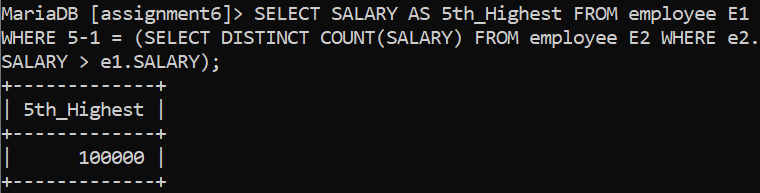 MariaDB [assignment6]> SELECT SALARY AS 5th_Highest FROM employee E1
WHERE 5-1 = (SELECT DISTINCT COUNT(SALARY) FROM employee E2 WHERE e2.
SALARY > e1.SALARY);
+-------------+
| 5th_Highest |
+-------------+
|      100000 |
+-------------+